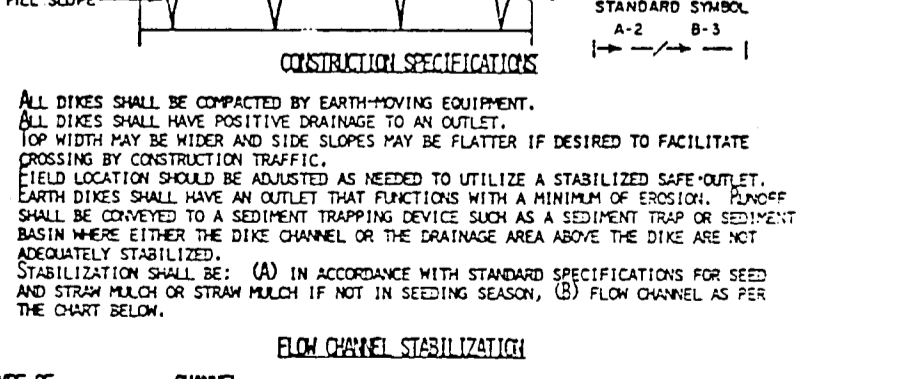 FILL SLOPE
STANDARD SYMBOL
A-2 B-3
CONSTRUCTION SPECIFICATIONS
ALL DIKES SHALL BE COMPACTED BY EARTH-MOVING EQUIPMENT.
ALL DIKES SHALL HAVE POSITIVE DRAINAGE TO AN OUTLET.
TOP WIDTH MAY BE WIDER AND SIDE SLOPES MAY BE FLATTER IF DESIRED TO FACILITATE
CROSSING BY CONSTRUCTION TRAFFIC.
FIELD LOCATION SHOULD BE ADJUSTED AS NEEDED TO UTILIZE A STABILIZED SAFE OUTLET.
EARTH DIKES SHALL HAVE AN OUTLET THAT FUNCTIONS WITH A MINIMUM OF EROSION. RUNOFF
SHALL BE CONVEYED TO A SEDIMENT TRAPPING DEVICE SUCH AS A SEDIMENT TRAP OR SEDIMENT
BASIN WHERE EITHER THE DIKE CHANNEL OR THE DRAINAGE AREA ABOVE THE DIKE ARE NOT
ADEQUATELY STABILIZED.
STABILIZATION SHALL BE: (A) IN ACCORDANCE WITH STANDARD SPECIFICATIONS FOR SEED
AND STRAW MULCH OR STRAW MULCH IF NOT IN SEEDING SEASON, (B) FLOW CHANNEL AS PER
THE CHART BELOW.
FLOW CHANNEL STABILIZATION
CHANNEL